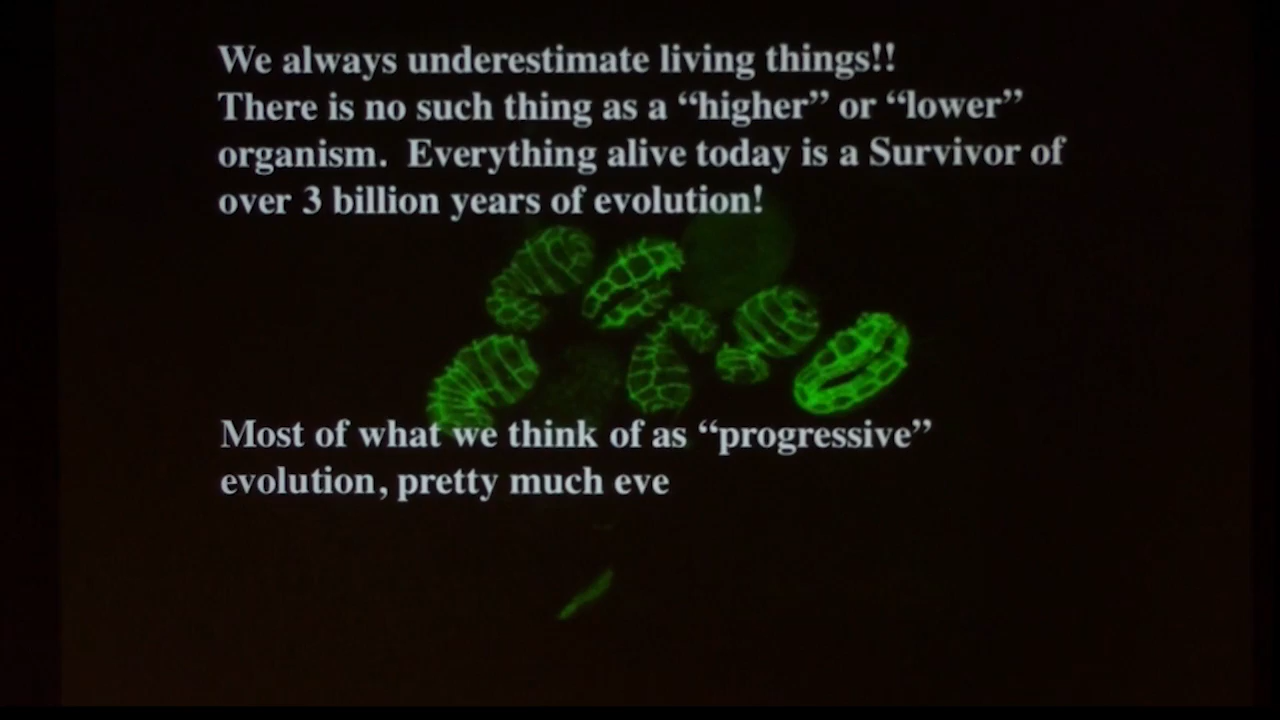 We always underestimate living things!!
There is no such thing as a “higher” or “lower”
organism. Everything alive today is a Survivor of
over 3 billion years of evolution!
Most of what we think of as “progressive”
evolution, pretty much eve